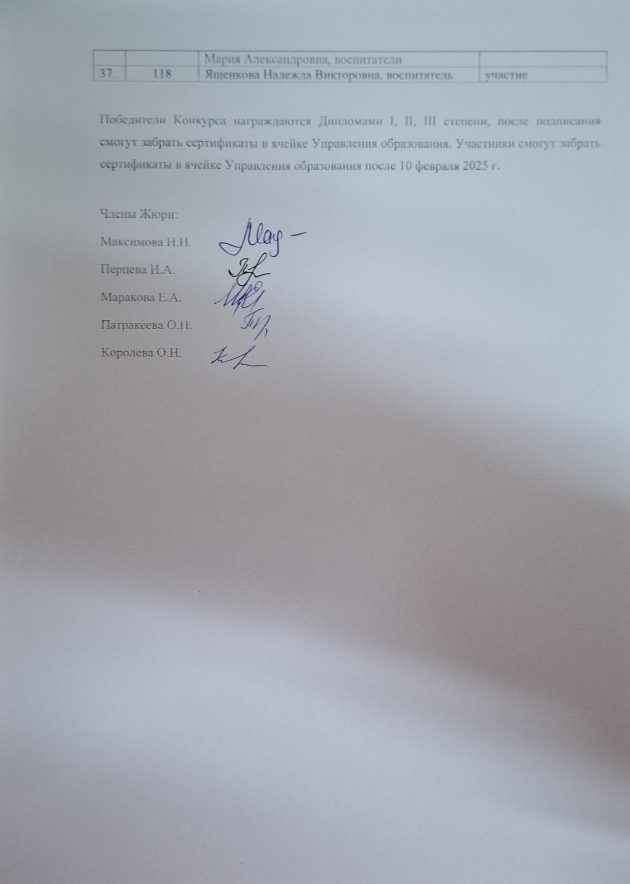 Мария Александровна, воспитатели
37. 118 Ященкова Надежда Викторовна, воспитатель участие
Победители Конкурса награждаются Дипломами I, II, III степени, после подписания
смогут забрать сертификаты в ячейке Управления образования. Участники смогут забрать
сертификаты в ячейке Управления образования после 10 февраля 2025 г.
Члены Жюри:
Максимова Н.Н.
Перцева И.А.
Маракова Е.А.
Патракеева О.Н.
Королева О.Н.